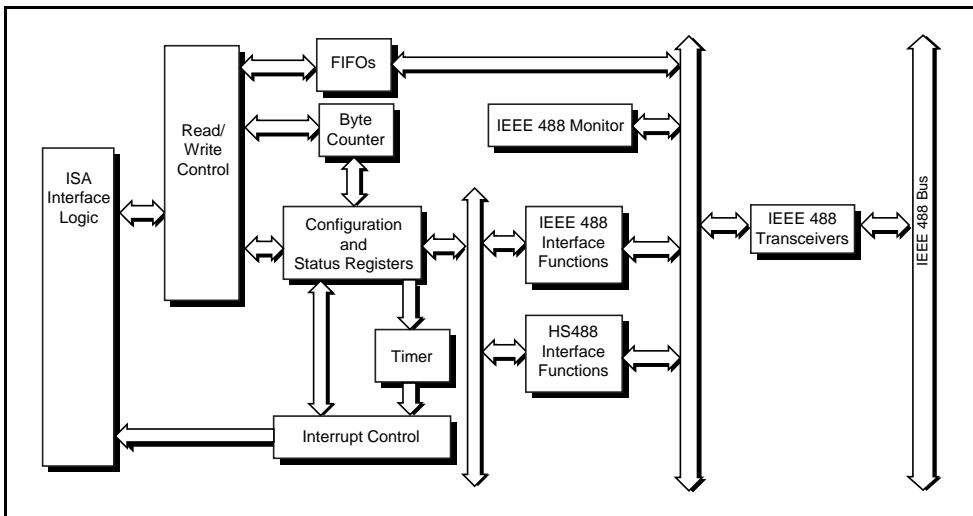 FIFOs
Read/
Write
Control
Byte
Counter
IEEE 488 Monitor
ISA
Interface
Logic
Configuration
and
Status Registers
IEEE 488
Interface
Functions
IEEE 488
Transceivers
IEEE 488 Bus
HS488
Interface
Functions
Timer
Interrupt Control